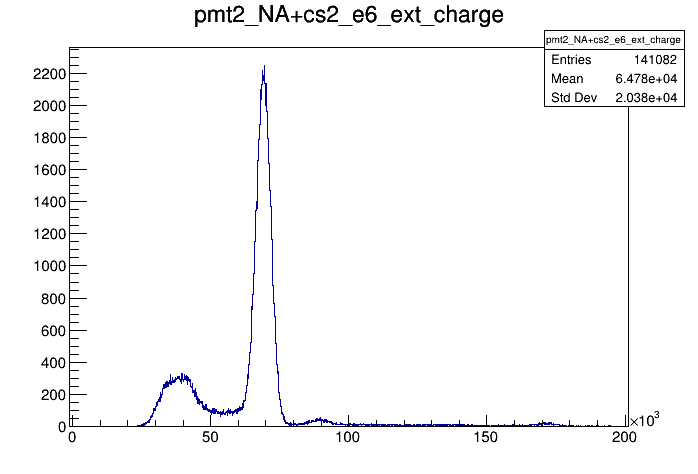 pmt2_NA+cs2_e6_ext_charge
pmt2_NA+cs2_e6_ext_charge
Entries 141082
Mean 6.478e+04
Std Dev 2.038e+04
2200
2000
1800
1600
1400
1200
1000
800
600
400
200
0
0 50 100 150 200
×10³